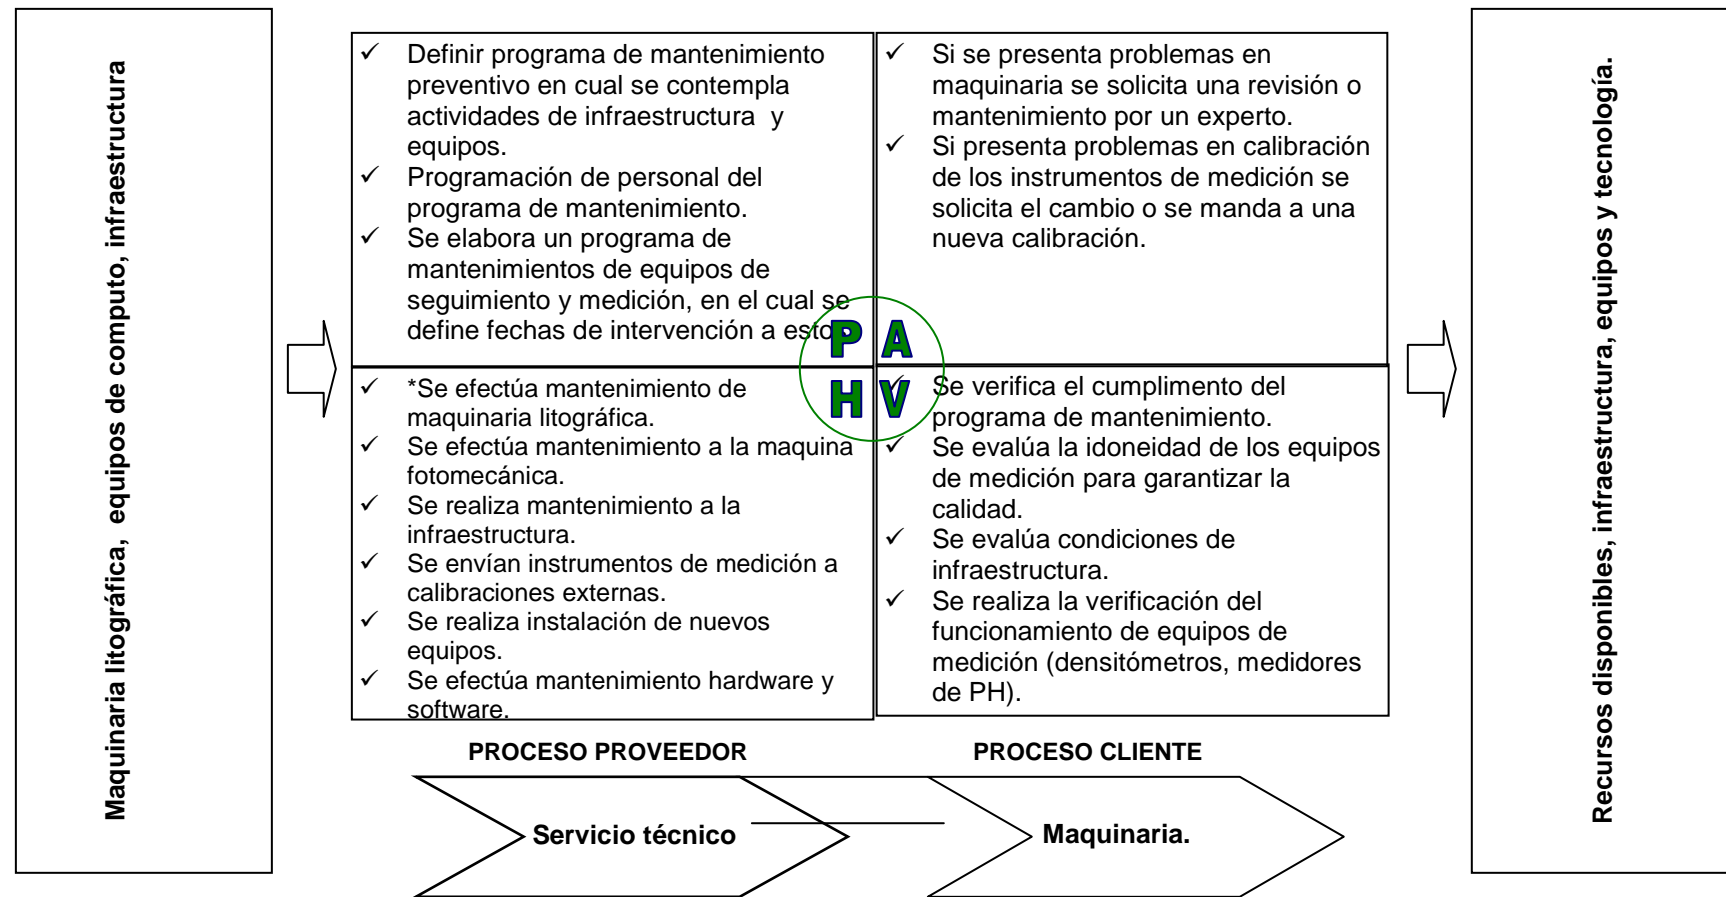 Maquinaria litográfica,  equipos de computo, infraestructura
✓ Definir programa de mantenimiento
preventivo en cual se contempla
actividades de infraestructura  y
equipos.
✓ Programación de personal del
programa de mantenimiento.
✓ Se elabora un programa de
mantenimientos de equipos de
seguimiento y medición, en el cual se
define fechas de intervención a esto
✓ Si se presenta problemas en
maquinaria se solicita una revisión o
mantenimiento por un experto.
✓ Si presenta problemas en calibración
de los instrumentos de medición se
solicita el cambio o se manda a una
nueva calibración.
P A
H V
✓ *Se efectúa mantenimiento de
maquinaria litográfica.
✓ Se efectúa mantenimiento a la maquina
fotomecánica.
✓ Se realiza mantenimiento a la
infraestructura.
✓ Se envían instrumentos de medición a
calibraciones externas.
✓ Se realiza instalación de nuevos
equipos.
✓ Se efectúa mantenimiento hardware y
software.
✓ Se verifica el cumplimento del
programa de mantenimiento.
✓ Se evalúa la idoneidad de los equipos
de medición para garantizar la
calidad.
✓ Se evalúa condiciones de
infraestructura.
✓ Se realiza la verificación del
funcionamiento de equipos de
medición (densitómetros, medidores
de PH).
Recursos disponibles, infraestructura, equipos y tecnología.
PROCESO PROVEEDOR
PROCESO CLIENTE
Servicio técnico
Maquinaria.